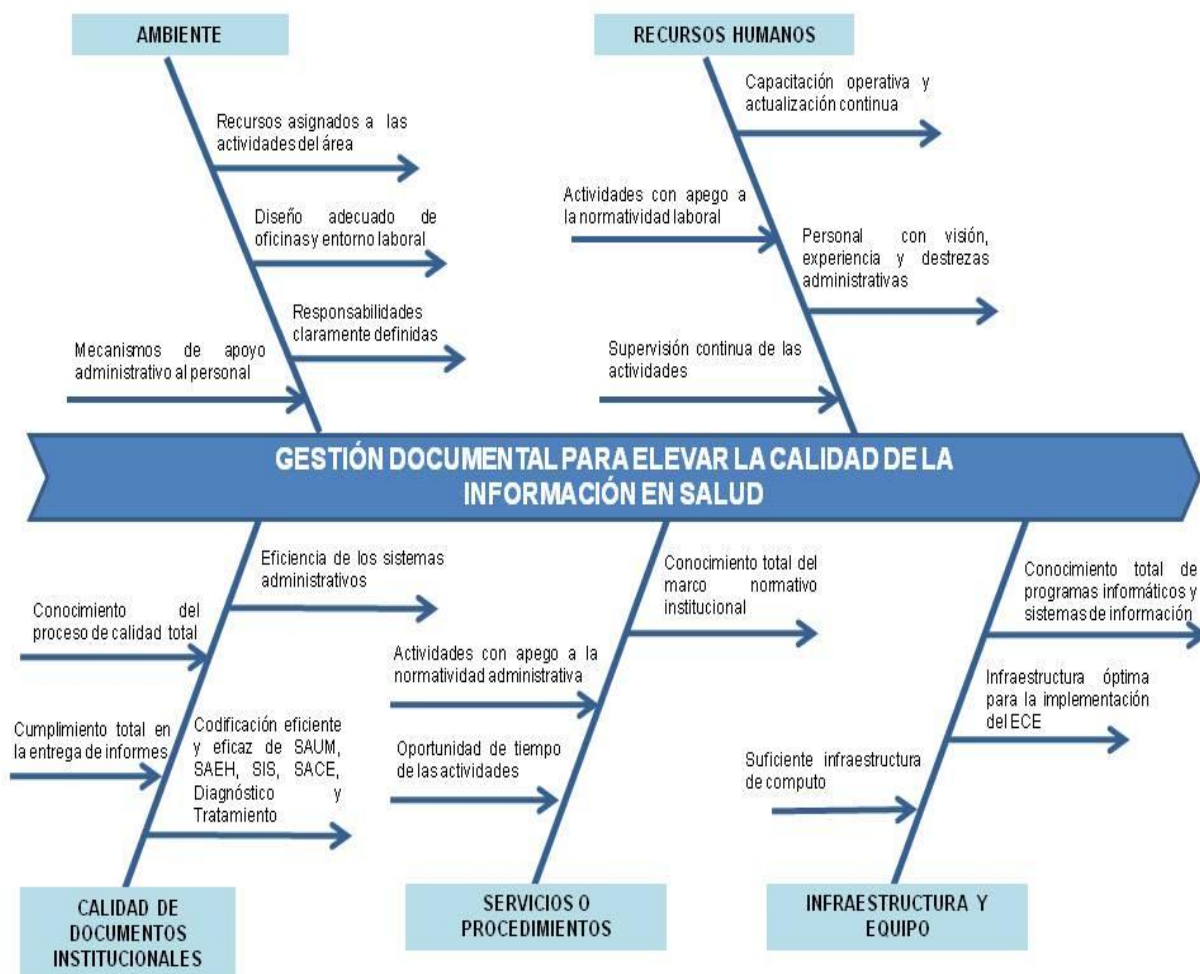 AMBIENTE
RECURSOS HUMANOS
Recursos asignados a las
actividades del área
Diseño adecuado de
oficinas y entorno laboral
Responsabilidades
claramente definidas
Mecanismos de apoyo
administrativo al personal
Capacitación operativa y
actualización continua
Actividades con apego a
la normatividad laboral
Personal con visión,
experiencia y destrezas
administrativas
Supervisión continua de las
actividades
GESTIÓN DOCUMENTAL PARA ELEVAR LA CALIDAD DE LA
INFORMACIÓN EN SALUD
Eficiencia de los sistemas
administrativos
Conocimiento del
proceso de calidad total
Cumplimiento total en
la entrega de informes
Codificación eficiente
y eficaz de SAUM,
SAEH, SIS, SACE,
Diagnóstico y
Tratamiento
Conocimiento total del
marco normativo
institucional
Actividades con apego a la
normatividad administrativa
Oportunidad de tiempo
de las actividades
Conocimiento total de
programas informáticos y
sistemas de información
Infraestructura óptima
para la implementación
del ECE
Suficiente infraestructura
de computo
CALIDAD DE
DOCUMENTOS
INSTITUCIONALES
SERVICIOS O
PROCEDIMIENTOS
INFRAESTRUCTURA Y
EQUIPO